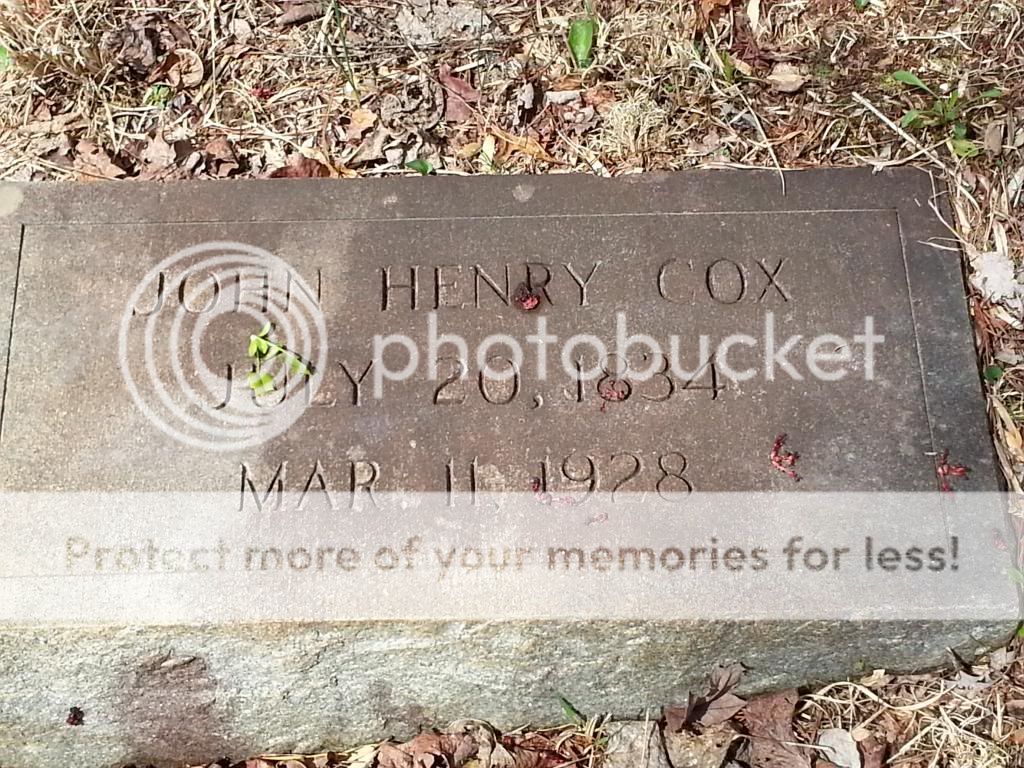 JOHN HENRY COX
photobucket
JULY 20, 1834
MAR 11, 1928
Protect more of your memories for less!